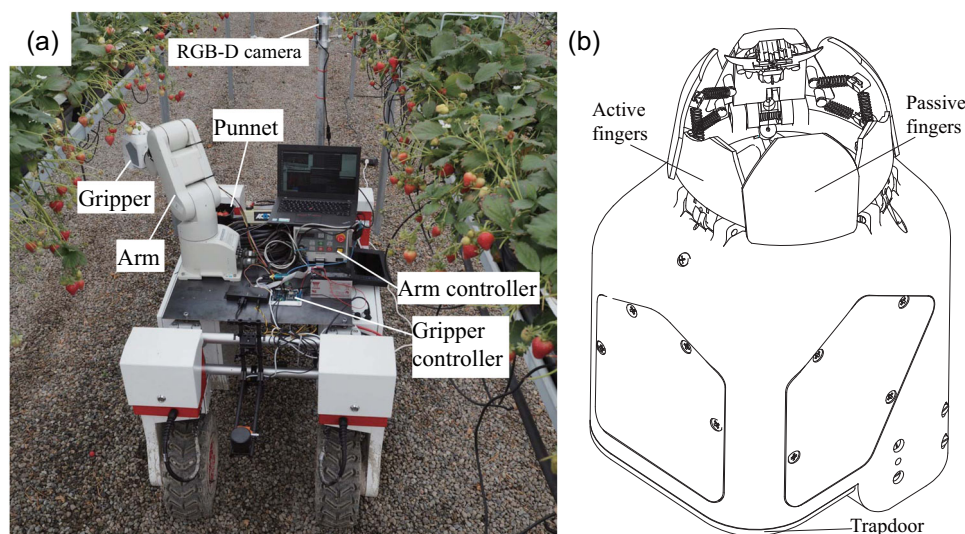 (a)
RGB-D camera
Punnet
Gripper
Arm
Arm controller
Gripper
controller
(b)
Active
fingers
Passive
fingers
Trapdoor